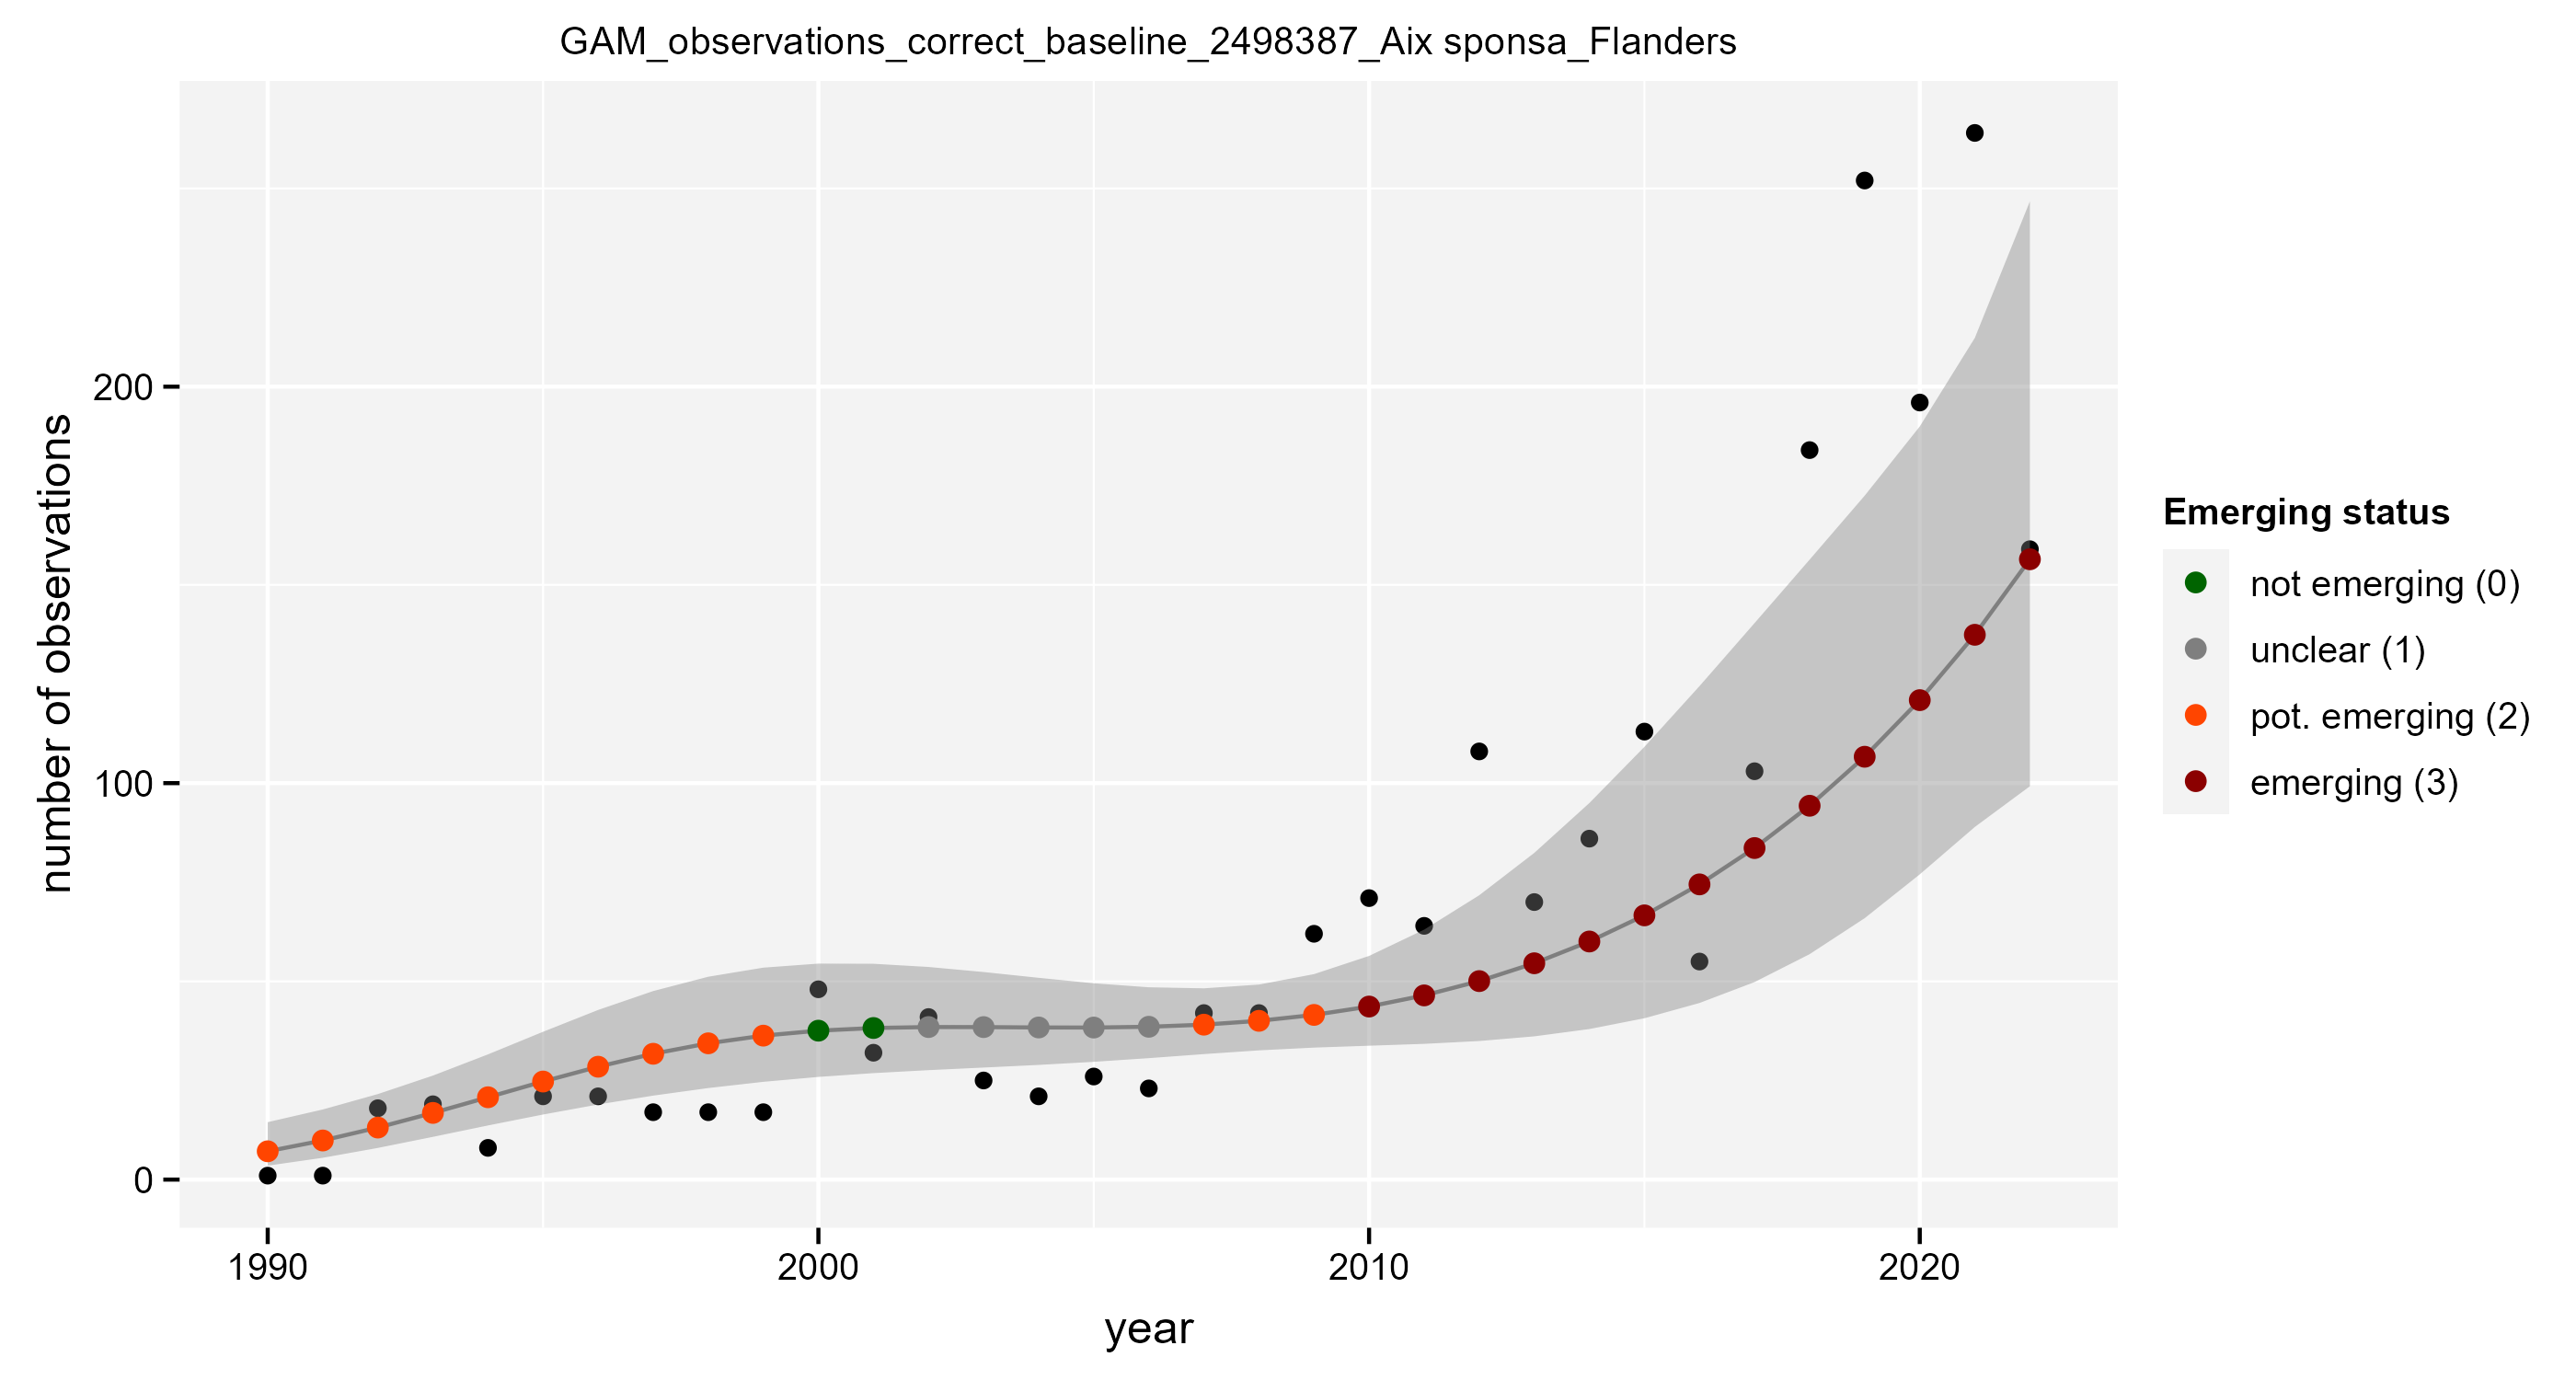 GAM_observations_correct_baseline_2498387_Aix sponsa_Flanders
number of observations
200
100
0
1990
2000
2010
2020
year
Emerging status
not emerging (0)
unclear (1)
pot. emerging (2)
emerging (3)